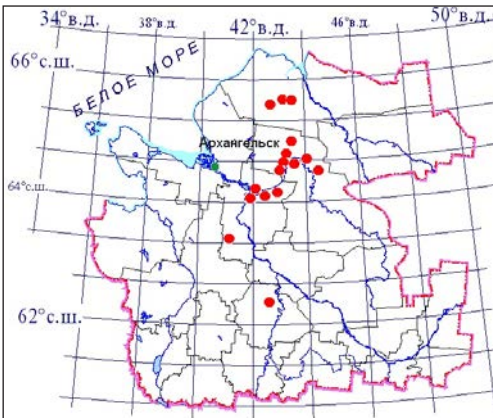 34°в.д.
38°в.д.
42°в.д.
46°в.д.
50°в.д.
66°с.ш.
БЕЛОЕ МОРЕ
Архангельск
64°с.ш.
62°с.ш.